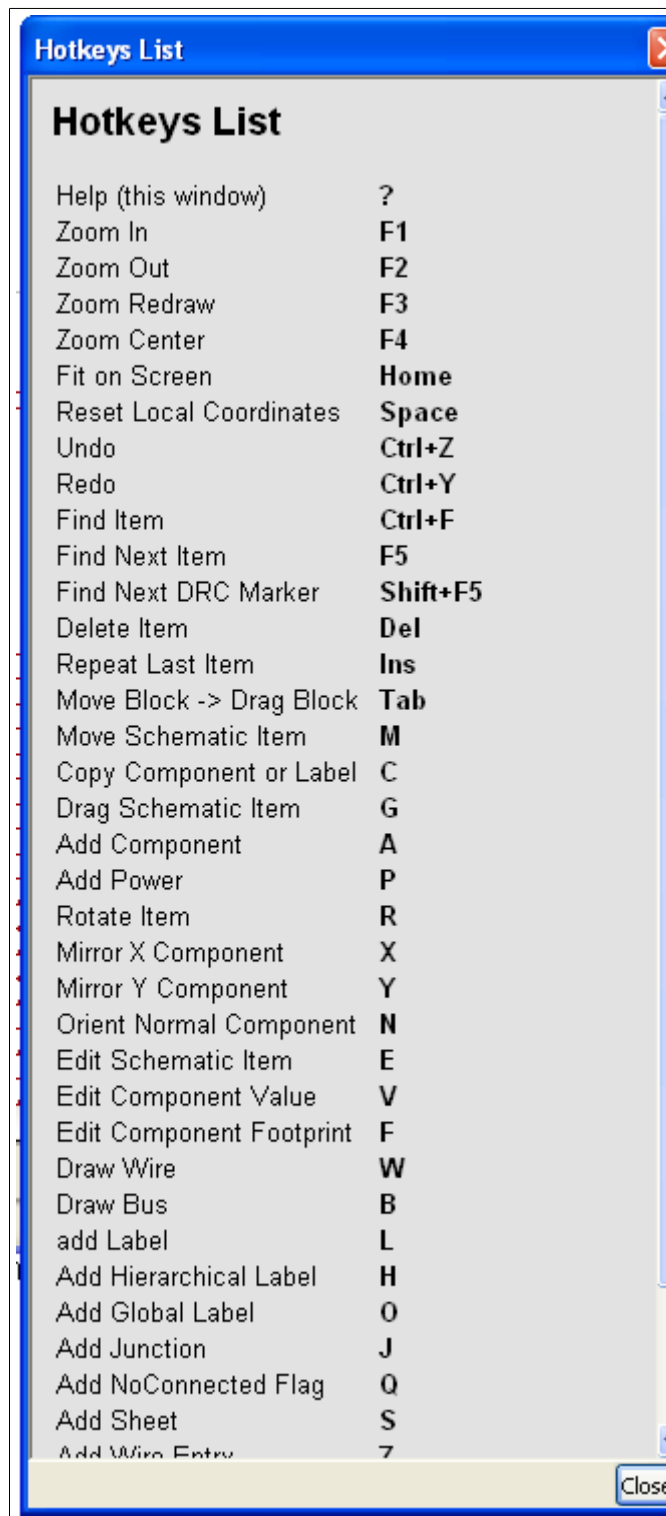 Hotkeys List
Hotkeys List
Help (this window) ?
Zoom In F1
Zoom Out F2
Zoom Redraw F3
Zoom Center F4
Fit on Screen Home
Reset Local Coordinates Space
Undo Ctrl+Z
Redo Ctrl+Y
Find Item Ctrl+F
Find Next Item F5
Find Next DRC Marker Shift+F5
Delete Item Del
Repeat Last Item Ins
Move Block -> Drag Block Tab
Move Schematic Item M
Copy Component or Label C
Drag Schematic Item G
Add Component A
Add Power P
Rotate Item R
Mirror X Component X
Mirror Y Component Y
Orient Normal Component N
Edit Schematic Item E
Edit Component Value V
Edit Component Footprint F
Draw Wire W
Draw Bus B
add Label L
Add Hierarchical Label H
Add Global Label O
Add Junction J
Add NoConnected Flag Q
Add Sheet S
Add Wire Entry Z
Close